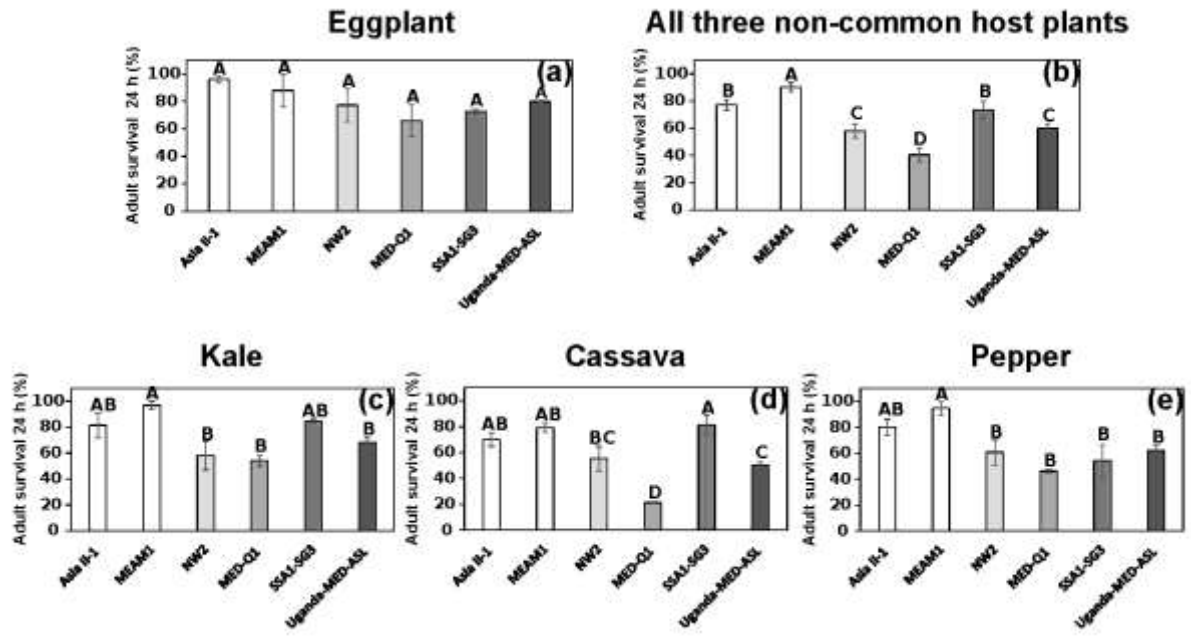 Eggplant
All three non-common host plants
Adult survival 24 h (%)
100
80
60
40
20
0
A
A
A
A
A
A
(a)
Asia II-1
MEAM1
NW2
MED-Q1
SSA1-SG3
Uganda-MED-ASL
Adult survival 24 h (%)
100
80
60
40
20
0
B
A
C
D
B
C
(b)
Asia II-1
MEAM1
NW2
MED-Q1
SSA1-SG3
Uganda-MED-ASL
Kale
Cassava
Pepper
Adult survival 24 h (%)
100
80
60
40
20
0
AB
A
B
B
AB
B
(c)
Asia II-1
MEAM1
NW2
MED-Q1
SSA1-SG3
Uganda-MED-ASL
Adult survival 24 h (%)
100
80
60
40
20
0
AB
AB
BC
D
A
C
(d)
Asia II-1
MEAM1
NW2
MED-Q1
SSA1-SG3
Uganda-MED-ASL
Adult survival 24 h (%)
100
80
60
40
20
0
AB
A
B
B
B
B
(e)
Asia II-1
MEAM1
NW2
MED-Q1
SSA1-SG3
Uganda-MED-ASL